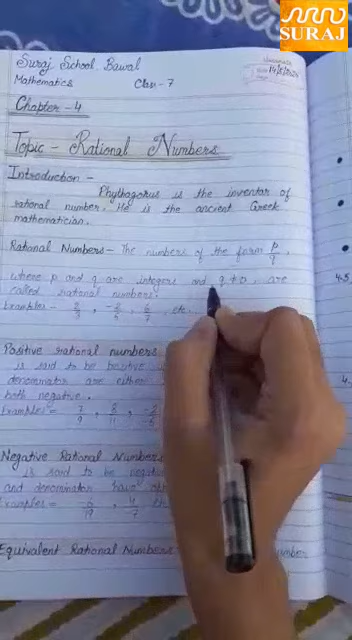 SURAJ
Suraj School Bawal
Mathematics Class - 7
Chapter - 4
Topic - Rational Numbers
Introduction -
Phythagorus is the inventor of
rational number. He is the ancient Greek
mathematician.
Rational Numbers - The numbers of the form p/q
where p and q are integers and q ≠ 0, are
called rational numbers.
Examples - 2/3, -2/5, 6/7, etc.
Positive rational numbers
is said to be positive
denominator are either
both negative.
Examples =
Negative Rational Numbers
is said to be negative
and denominator have
Examples =
Equivalent Rational Numbers number